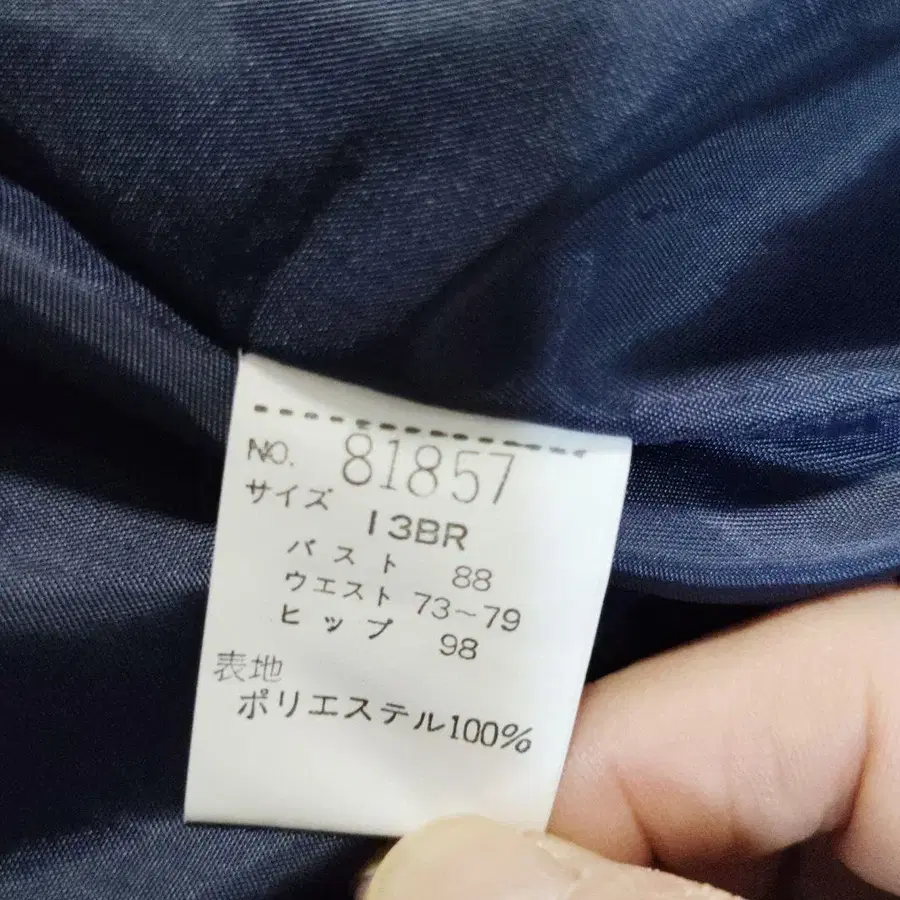 NO. 81857
サイズ 13BR
バスト 88
ウエスト 73~79
ヒップ 98
表地
ポリエステル100%